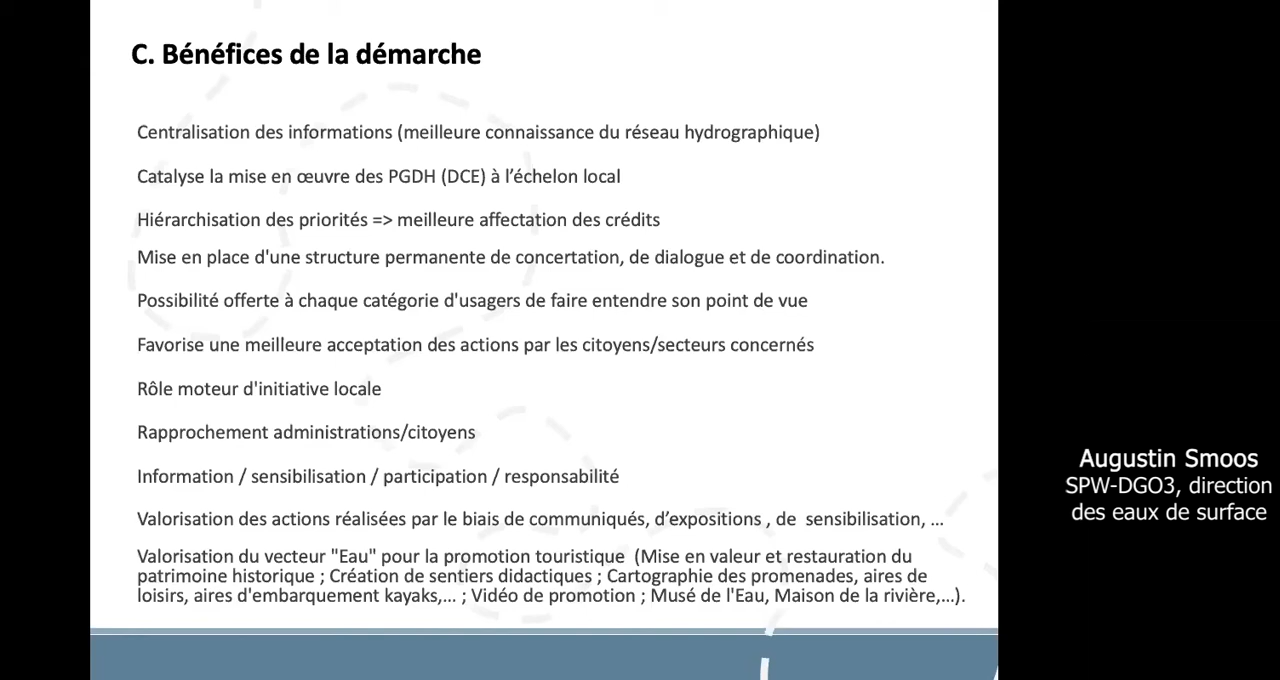 C. Bénéfices de la démarche
Centralisation des informations (meilleure connaissance du réseau hydrographique)
Catalyse la mise en œuvre des PGDH (DCE) à l’échelon local
Hiérarchisation des priorités => meilleure affectation des crédits
Mise en place d'une structure permanente de concertation, de dialogue et de coordination.
Possibilité offerte à chaque catégorie d'usagers de faire entendre son point de vue
Favorise une meilleure acceptation des actions par les citoyens/secteurs concernés
Rôle moteur d'initiative locale
Rapprochement administrations/citoyens
Information / sensibilisation / participation / responsabilité
Valorisation des actions réalisées par le biais de communiqués, d’expositions , de sensibilisation, ...
Valorisation du vecteur "Eau" pour la promotion touristique (Mise en valeur et restauration du
patrimoine historique ; Création de sentiers didactiques ; Cartographie des promenades, aires de
loisirs, aires d'embarquement kayaks,... ; Vidéo de promotion ; Musé de l'Eau, Maison de la rivière,...).
Augustin Smoos
SPW-DGO3, direction
des eaux de surface